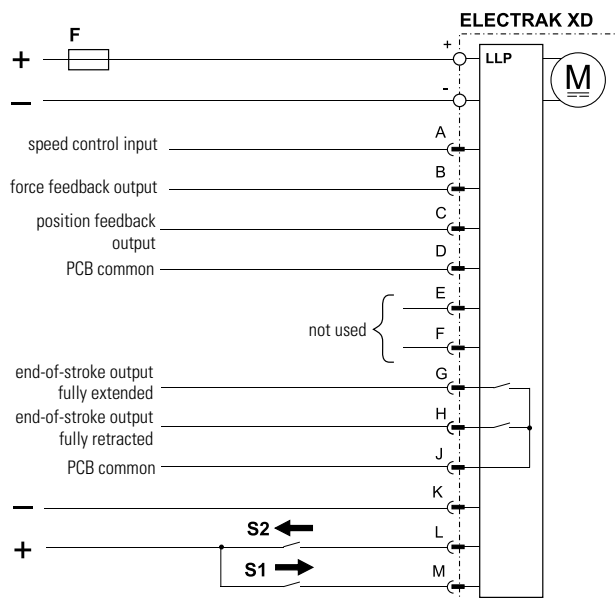 ELECTRAK XD
F
+
LLP
+
M
–
-
A
speed control input
B
force feedback output
C
position feedback
output
D
PCB common
E
not used
F
G
end-of-stroke output
fully extended
H
end-of-stroke output
fully retracted
J
PCB common
K
–
S2
L
+
S1
M